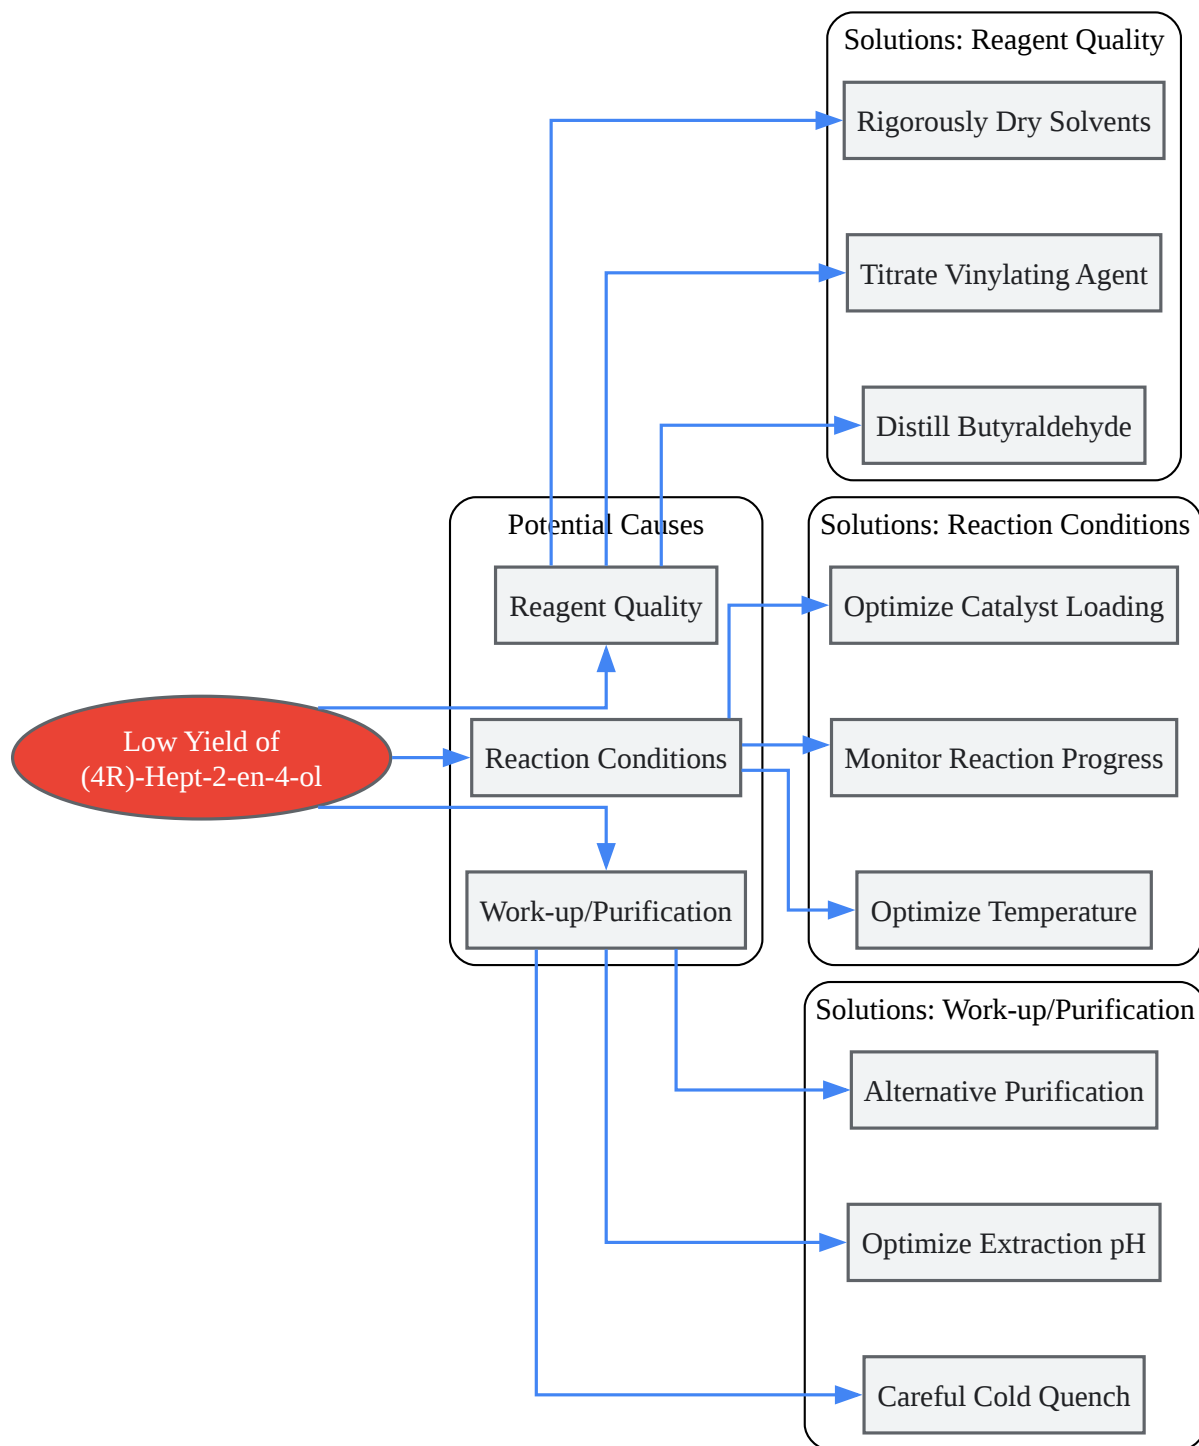 Solutions: Reagent Quality
Rigorously Dry Solvents
Titrate Vinylating Agent
Distill Butyraldehyde
Potential Causes
Reagent Quality
Reaction Conditions
Work-up/Purification
Low Yield of
(4R)-Hept-2-en-4-ol
Solutions: Reaction Conditions
Optimize Catalyst Loading
Monitor Reaction Progress
Optimize Temperature
Solutions: Work-up/Purification
Alternative Purification
Optimize Extraction pH
Careful Cold Quench